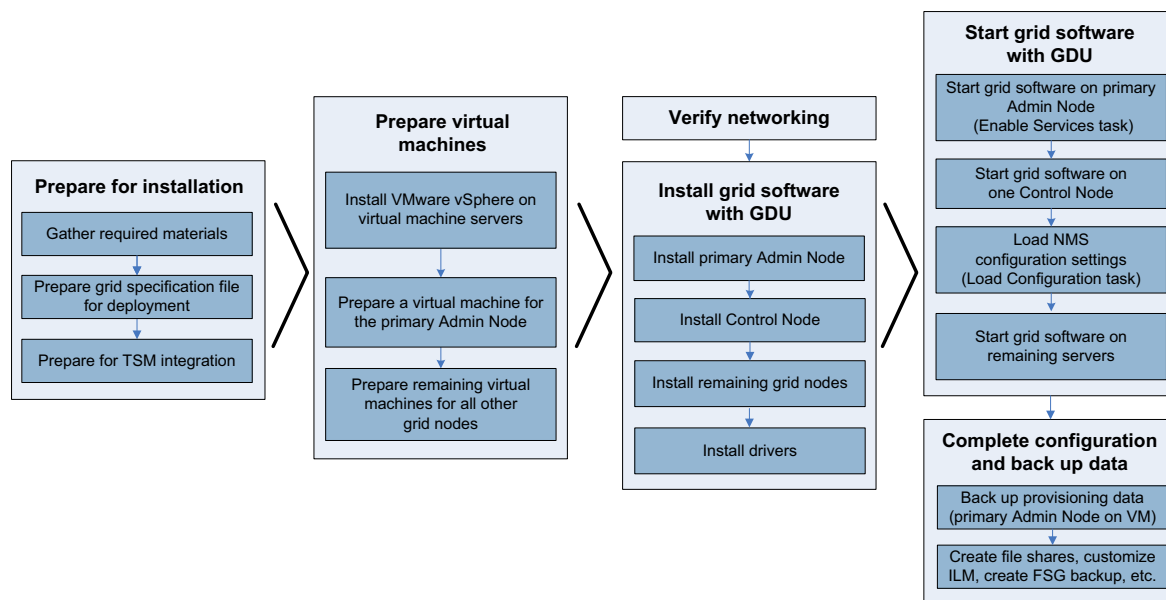 Prepare for installation
Gather required materials
Prepare grid specification file
for deployment
Prepare for TSM integration
Prepare virtual
machines
Install VMware vSphere on
virtual machine servers
Prepare a virtual machine for
the primary Admin Node
Prepare remaining virtual
machines for all other
grid nodes
Verify networking
Install grid software
with GDU
Install primary Admin Node
Install Control Node
Install remaining grid nodes
Install drivers
Start grid software
with GDU
Start grid software on primary
Admin Node
(Enable Services task)
Start grid software on
one Control Node
Load NMS
configuration settings
(Load Configuration task)
Start grid software on
remaining servers
Complete configuration
and back up data
Back up provisioning data
(primary Admin Node on VM)
Create file shares, customize
ILM, create FSG backup, etc.